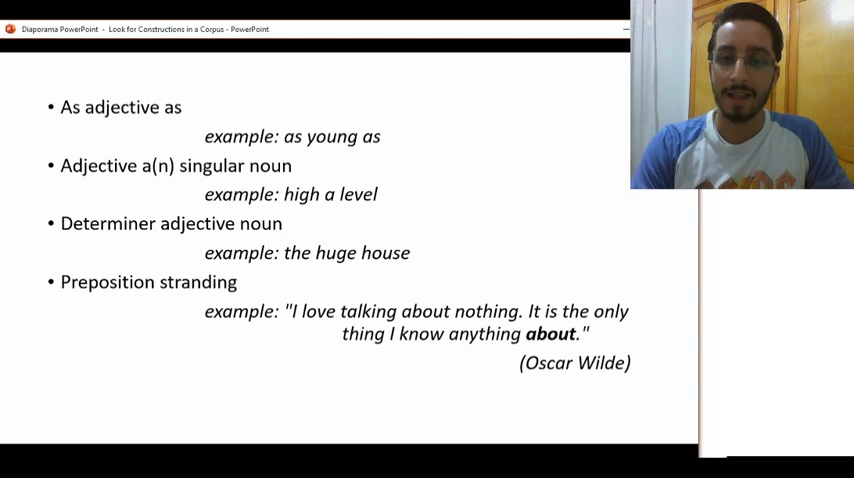 Diaporama PowerPoint - Look for Constructions in a Corpus - PowerPoint
• As adjective as
example: as young as
• Adjective a(n) singular noun
example: high a level
• Determiner adjective noun
example: the huge house
• Preposition stranding
example: "I love talking about nothing. It is the only
thing I know anything about."
(Oscar Wilde)